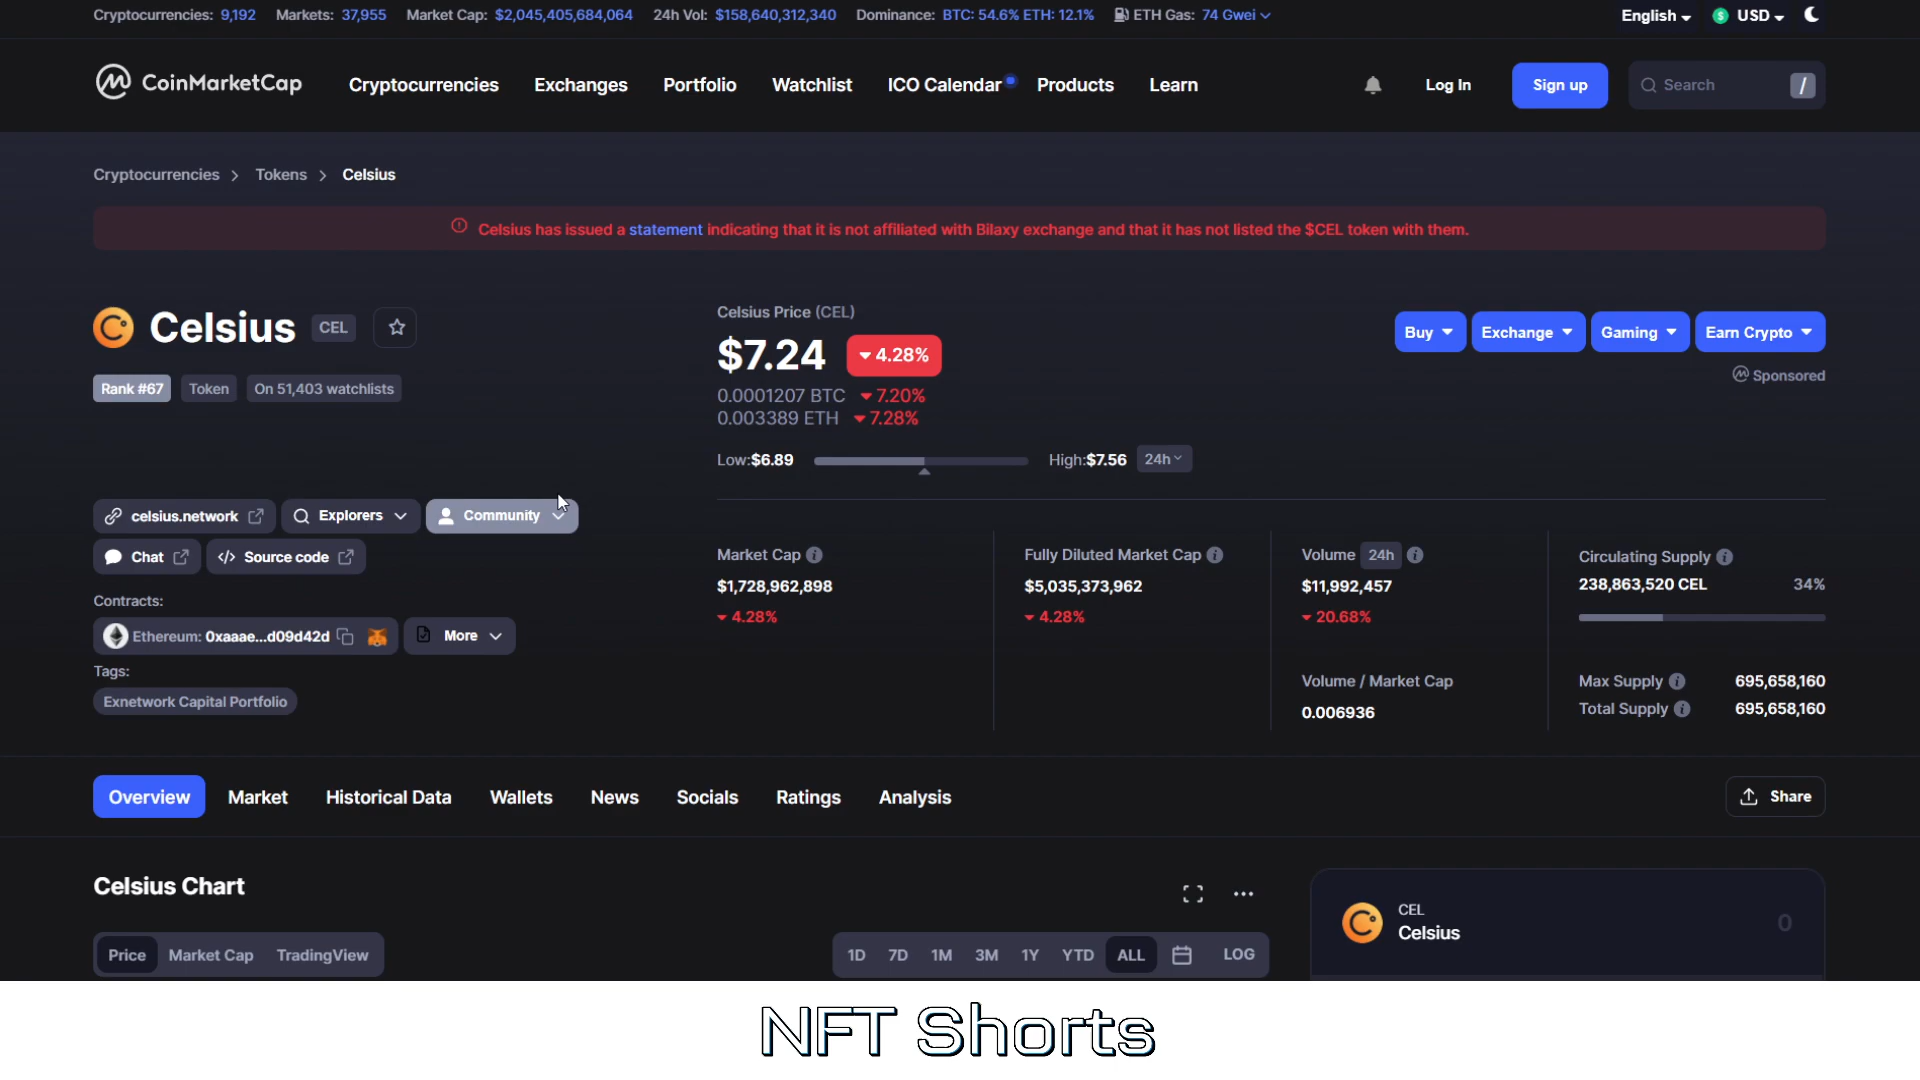 Cryptocurrencies: 9,192 Markets: 37,955 Market Cap: $2,045,405,684,064 24h Vol: $158,640,312,340 Dominance: BTC: 54.6% ETH: 12.1% ETH Gas: 74 Gwei English USD
CoinMarketCap Cryptocurrencies Exchanges Portfolio Watchlist ICO Calendar Products Learn Log In Sign up Search /
Cryptocurrencies > Tokens > Celsius
Celsius has issued a statement indicating that it is not affiliated with Bilaxy exchange and that it has not listed the $CEL token with them.
Celsius CEL
Rank #67 Token On 51,403 watchlists
Celsius Price (CEL)
$7.24 4.28%
0.0001207 BTC 7.20%
0.003389 ETH 7.28%
Low:$6.89 High:$7.56 24h
Buy Exchange Gaming Earn Crypto
Sponsored
celsius.network Explorers Community
Chat Source code
Contracts:
Ethereum: 0xaaae...d09d42d More
Tags:
Exnetwork Capital Portfolio
Market Cap
$1,728,962,898
4.28%
Fully Diluted Market Cap
$5,035,373,962
4.28%
Volume 24h
$11,992,457
20.68%
Volume / Market Cap
0.006936
Circulating Supply
238,863,520 CEL 34%
Max Supply 695,658,160
Total Supply 695,658,160
Overview Market Historical Data Wallets News Socials Ratings Analysis Share
Celsius Chart
Price Market Cap TradingView 1D 7D 1M 3M 1Y YTD ALL LOG
CEL
Celsius 0
NFT Shorts